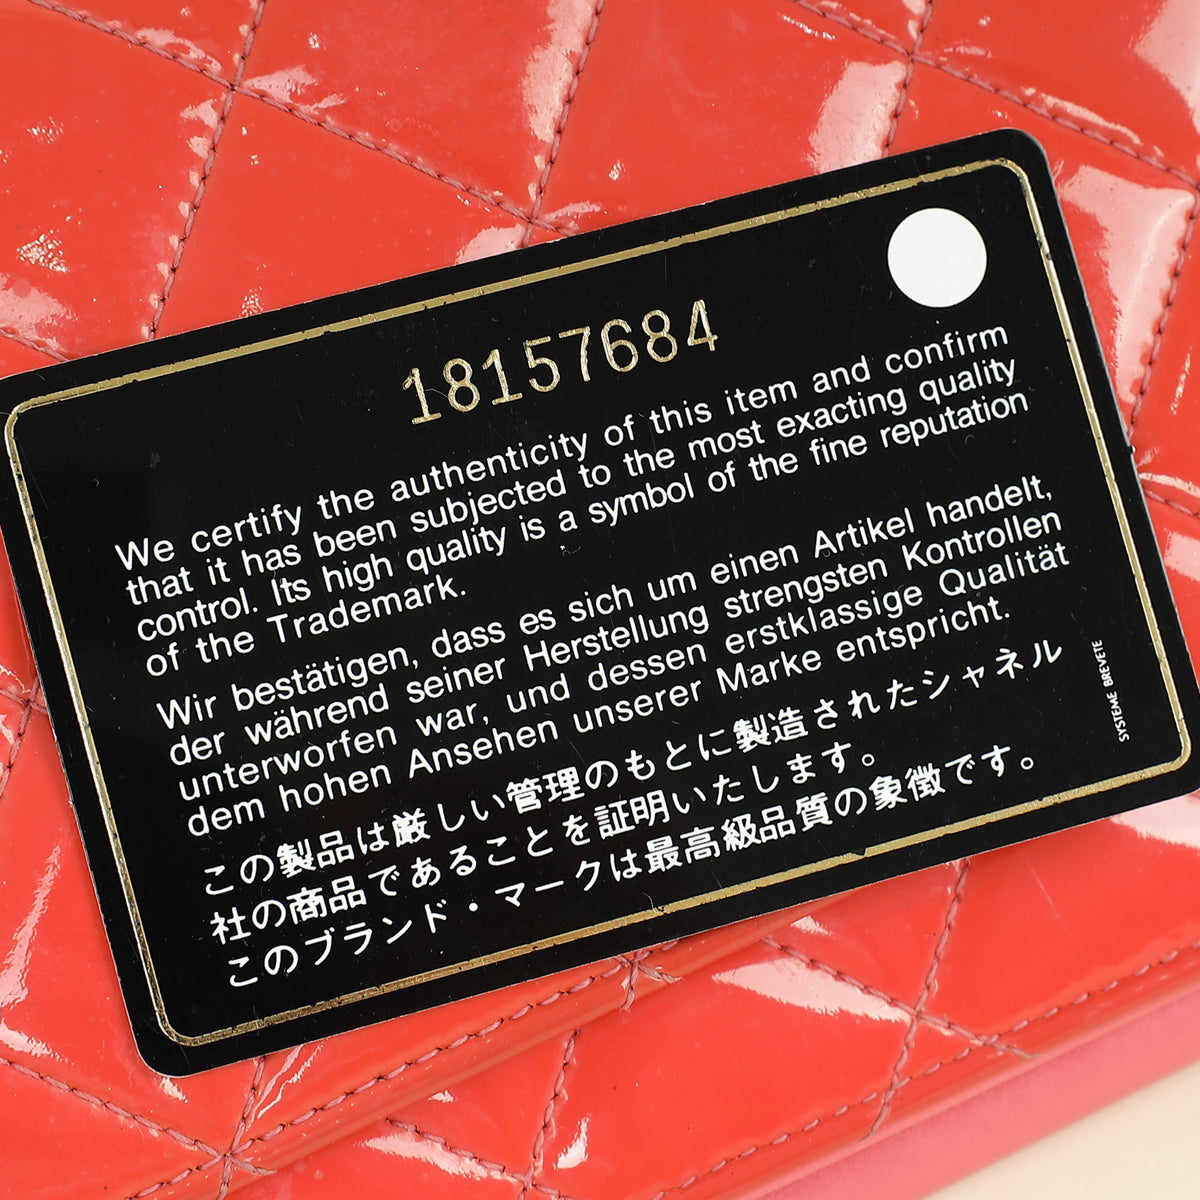 18157684
We certify the authenticity of this item and confirm
that it has been subjected to the most exacting quality
control. Its high quality is a symbol of the fine reputation
of the Trademark.
Wir bestätigen, dass es sich um einen Artikel handelt,
der während seiner Herstellung strengsten Kontrollen
unterworfen war, und dessen erstklassige Qualität
dem hohen Ansehen unserer Marke entspricht.
この製品は厳しい管理のもとに製造されたシャネル
社の商品であることを証明いたします。
このブランド・マークは最高級品質の象徴です。
SYSTEME BREVETE